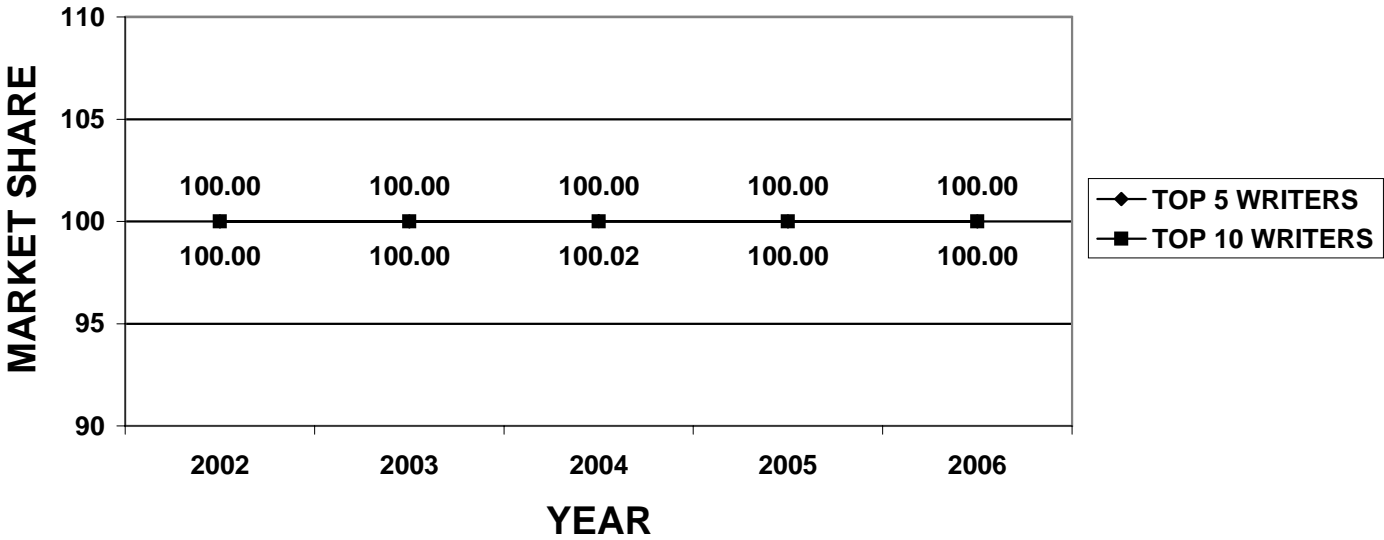 110
105
100
95
90
MARKET SHARE
100.00 100.00 100.00 100.00 100.00
100.00 100.00 100.02 100.00 100.00
2002 2003 2004 2005 2006
YEAR
TOP 5 WRITERS
TOP 10 WRITERS